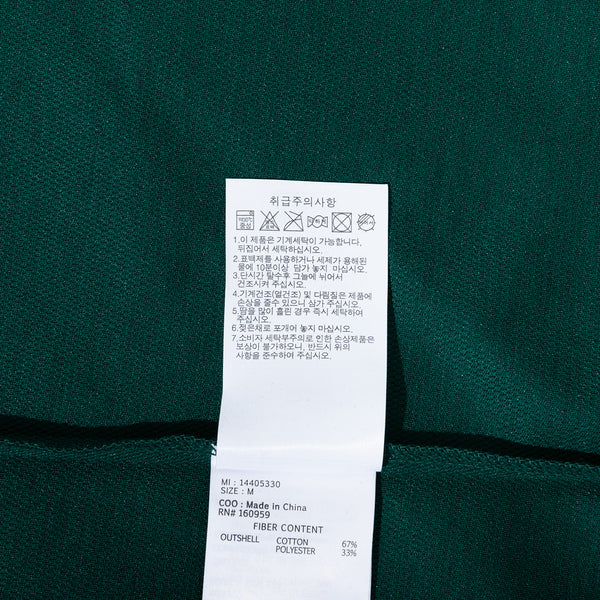 취급주의사항
1.이 제품은 기계세탁이 가능합니다.
뒤집어서 세탁하십시오.
2.표백제를 사용하거나 세제가 용해된
물에 10분이상 담가 놓지 마십시오.
3.단시간 탈수후 그늘에 뉘어서
건조시켜 주십시오.
4.기계건조(열건조) 및 다림질은 제품에
손상을 줄수 있으니 삼가 주십시오.
5.땀을 많이 흘린 경우 즉시 세탁하여
주십시오.
6.젖은채로 포개어 놓지 마십시오.
7.소비자 세탁부주의로 인한 손상제품은
보상이 불가하오니, 반드시 위의
사항을 준수하여 주십시오.
MI : 14405330
SIZE : M
COO : Made in China
RN# 160959
FIBER CONTENT
OUTSHELL COTTON 67%
POLYESTER 33%